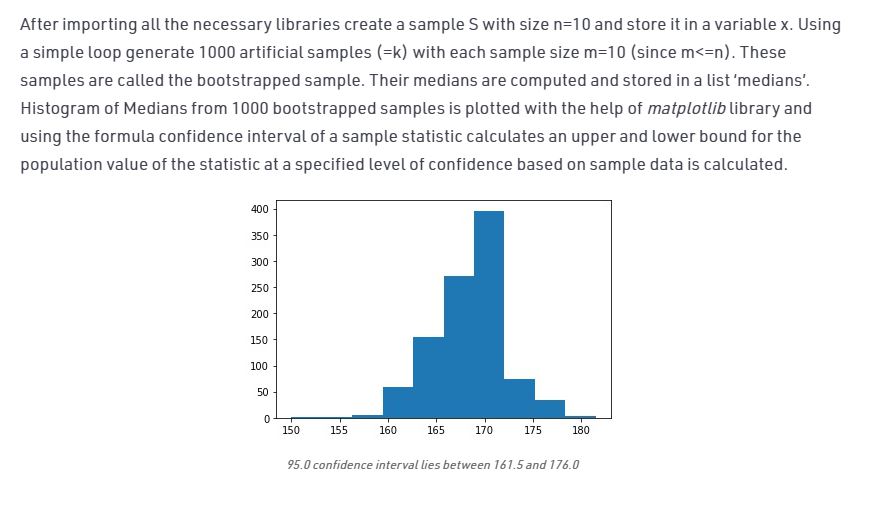 After importing all the necessary libraries create a sample S with size n=10 and store it in a variable x. Using
a simple loop generate 1000 artificial samples (=k) with each sample size m=10 (since m<=n). These
samples are called the bootstrapped sample. Their medians are computed and stored in a list ‘medians’.
Histogram of Medians from 1000 bootstrapped samples is plotted with the help of matplotlib library and
using the formula confidence interval of a sample statistic calculates an upper and lower bound for the
population value of the statistic at a specified level of confidence based on sample data is calculated.
400
350
300
250
200
150
100
50
0
150 155 160 165 170 175 180
95.0 confidence interval lies between 161.5 and 176.0